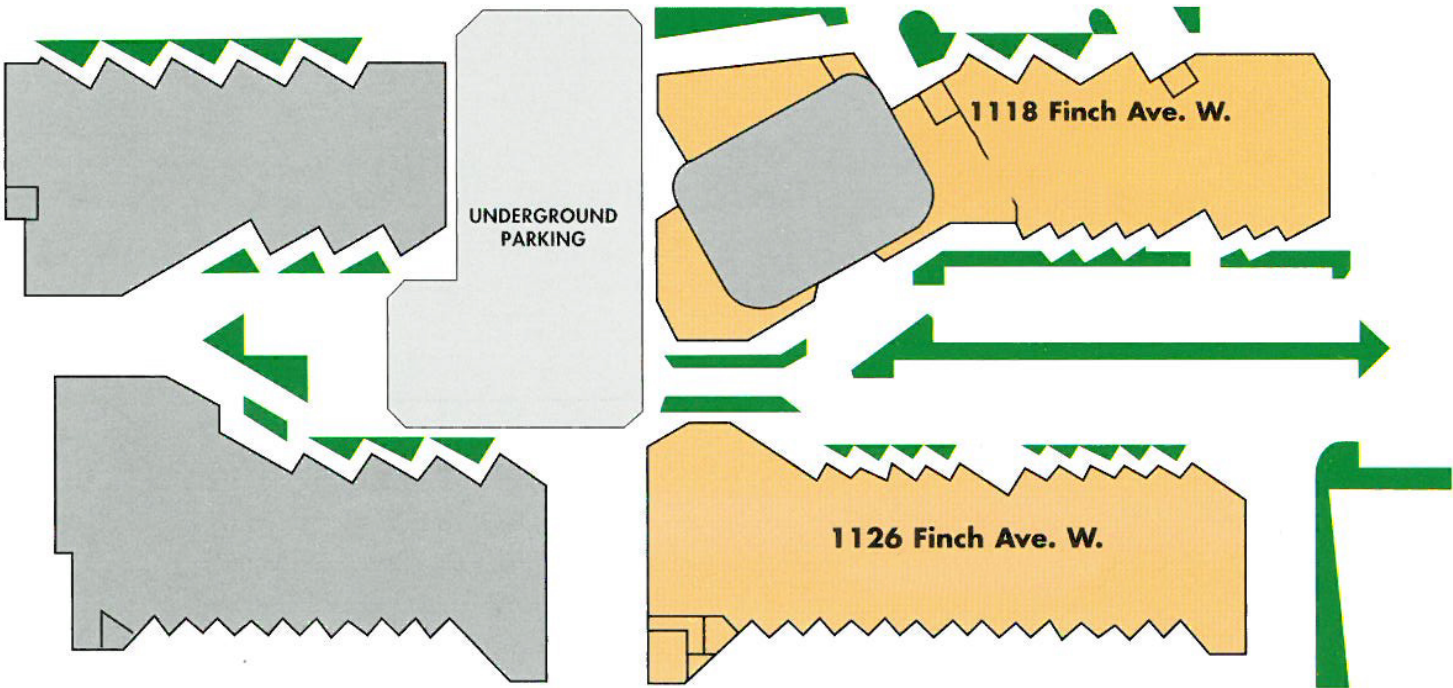 1118 Finch Ave. W.
UNDERGROUND
PARKING
1126 Finch Ave. W.